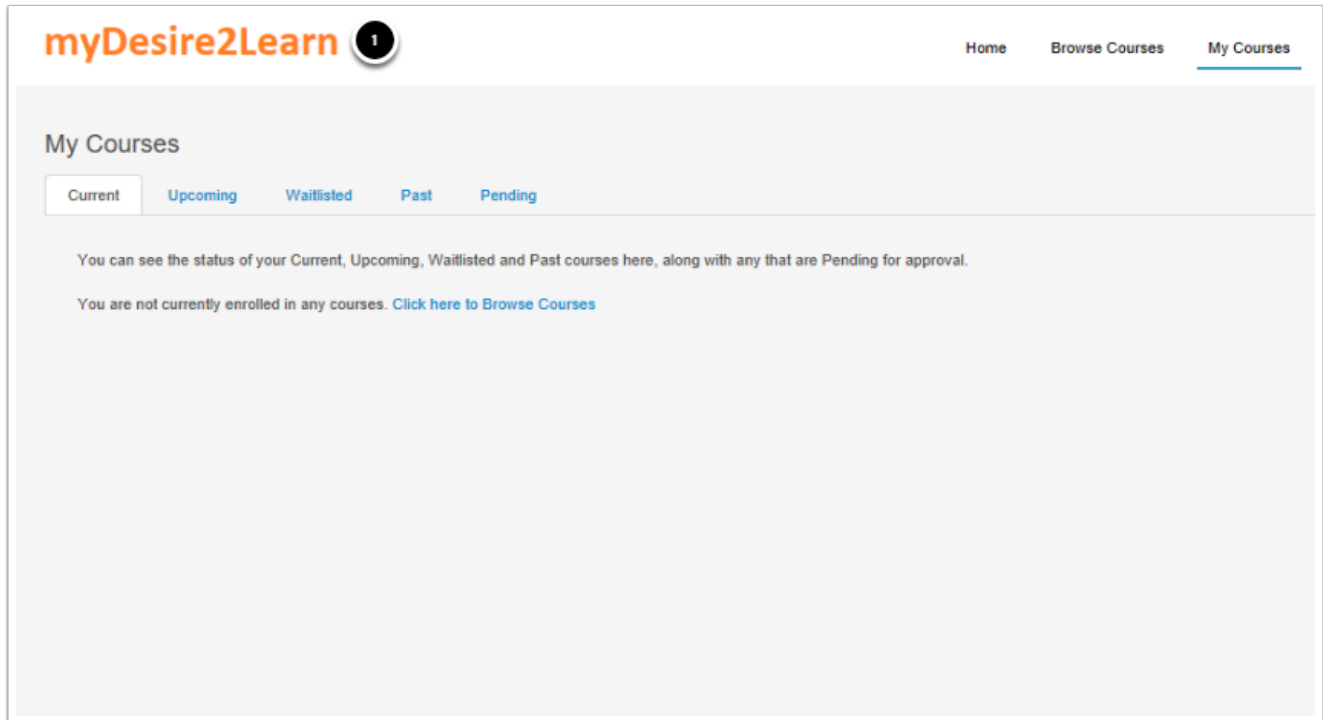 myDesire2Learn 1
Home Browse Courses My Courses
My Courses
Current Upcoming Waitlisted Past Pending
You can see the status of your Current, Upcoming, Waitlisted and Past courses here, along with any that are Pending for approval.
You are not currently enrolled in any courses. Click here to Browse Courses